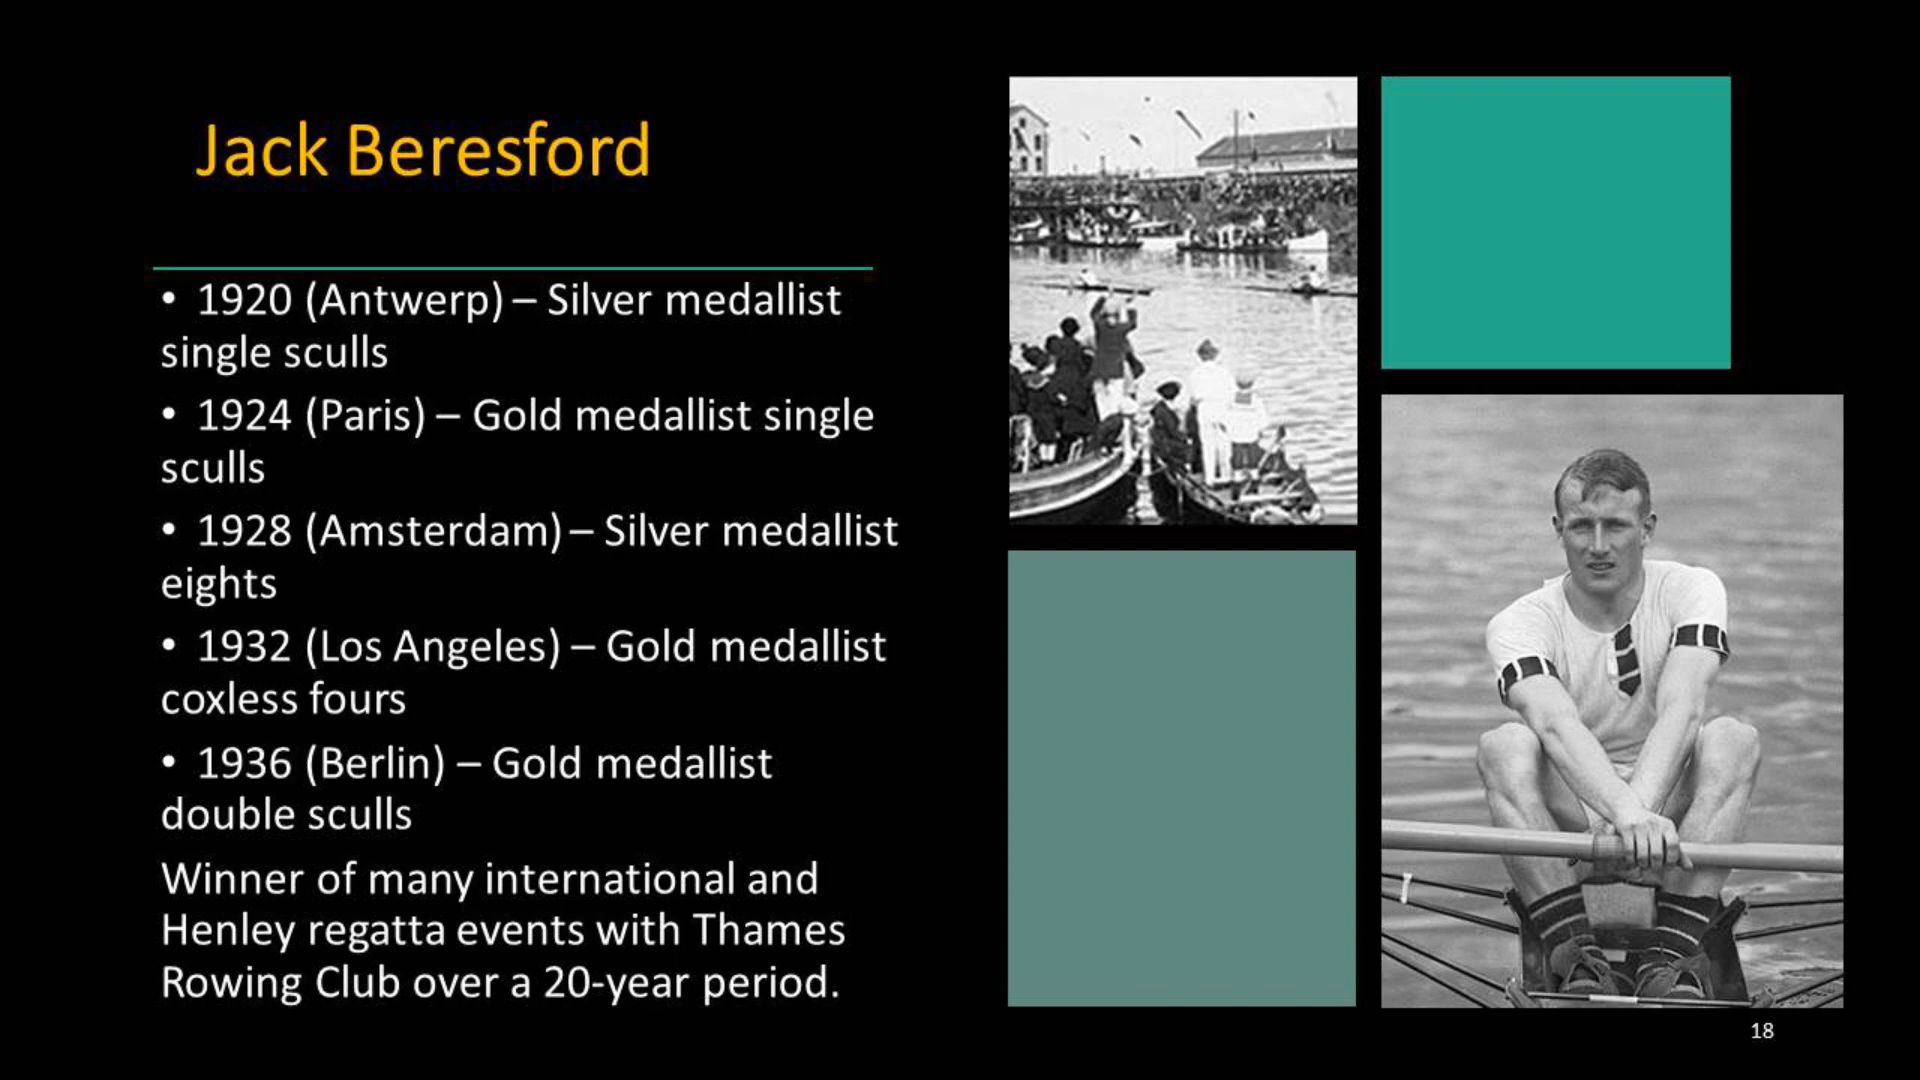 Jack Beresford
• 1920 (Antwerp) – Silver medallist
single sculls
• 1924 (Paris) – Gold medallist single
sculls
• 1928 (Amsterdam) – Silver medallist
eights
• 1932 (Los Angeles) – Gold medallist
coxless fours
• 1936 (Berlin) – Gold medallist
double sculls
Winner of many international and
Henley regatta events with Thames
Rowing Club over a 20-year period.
18